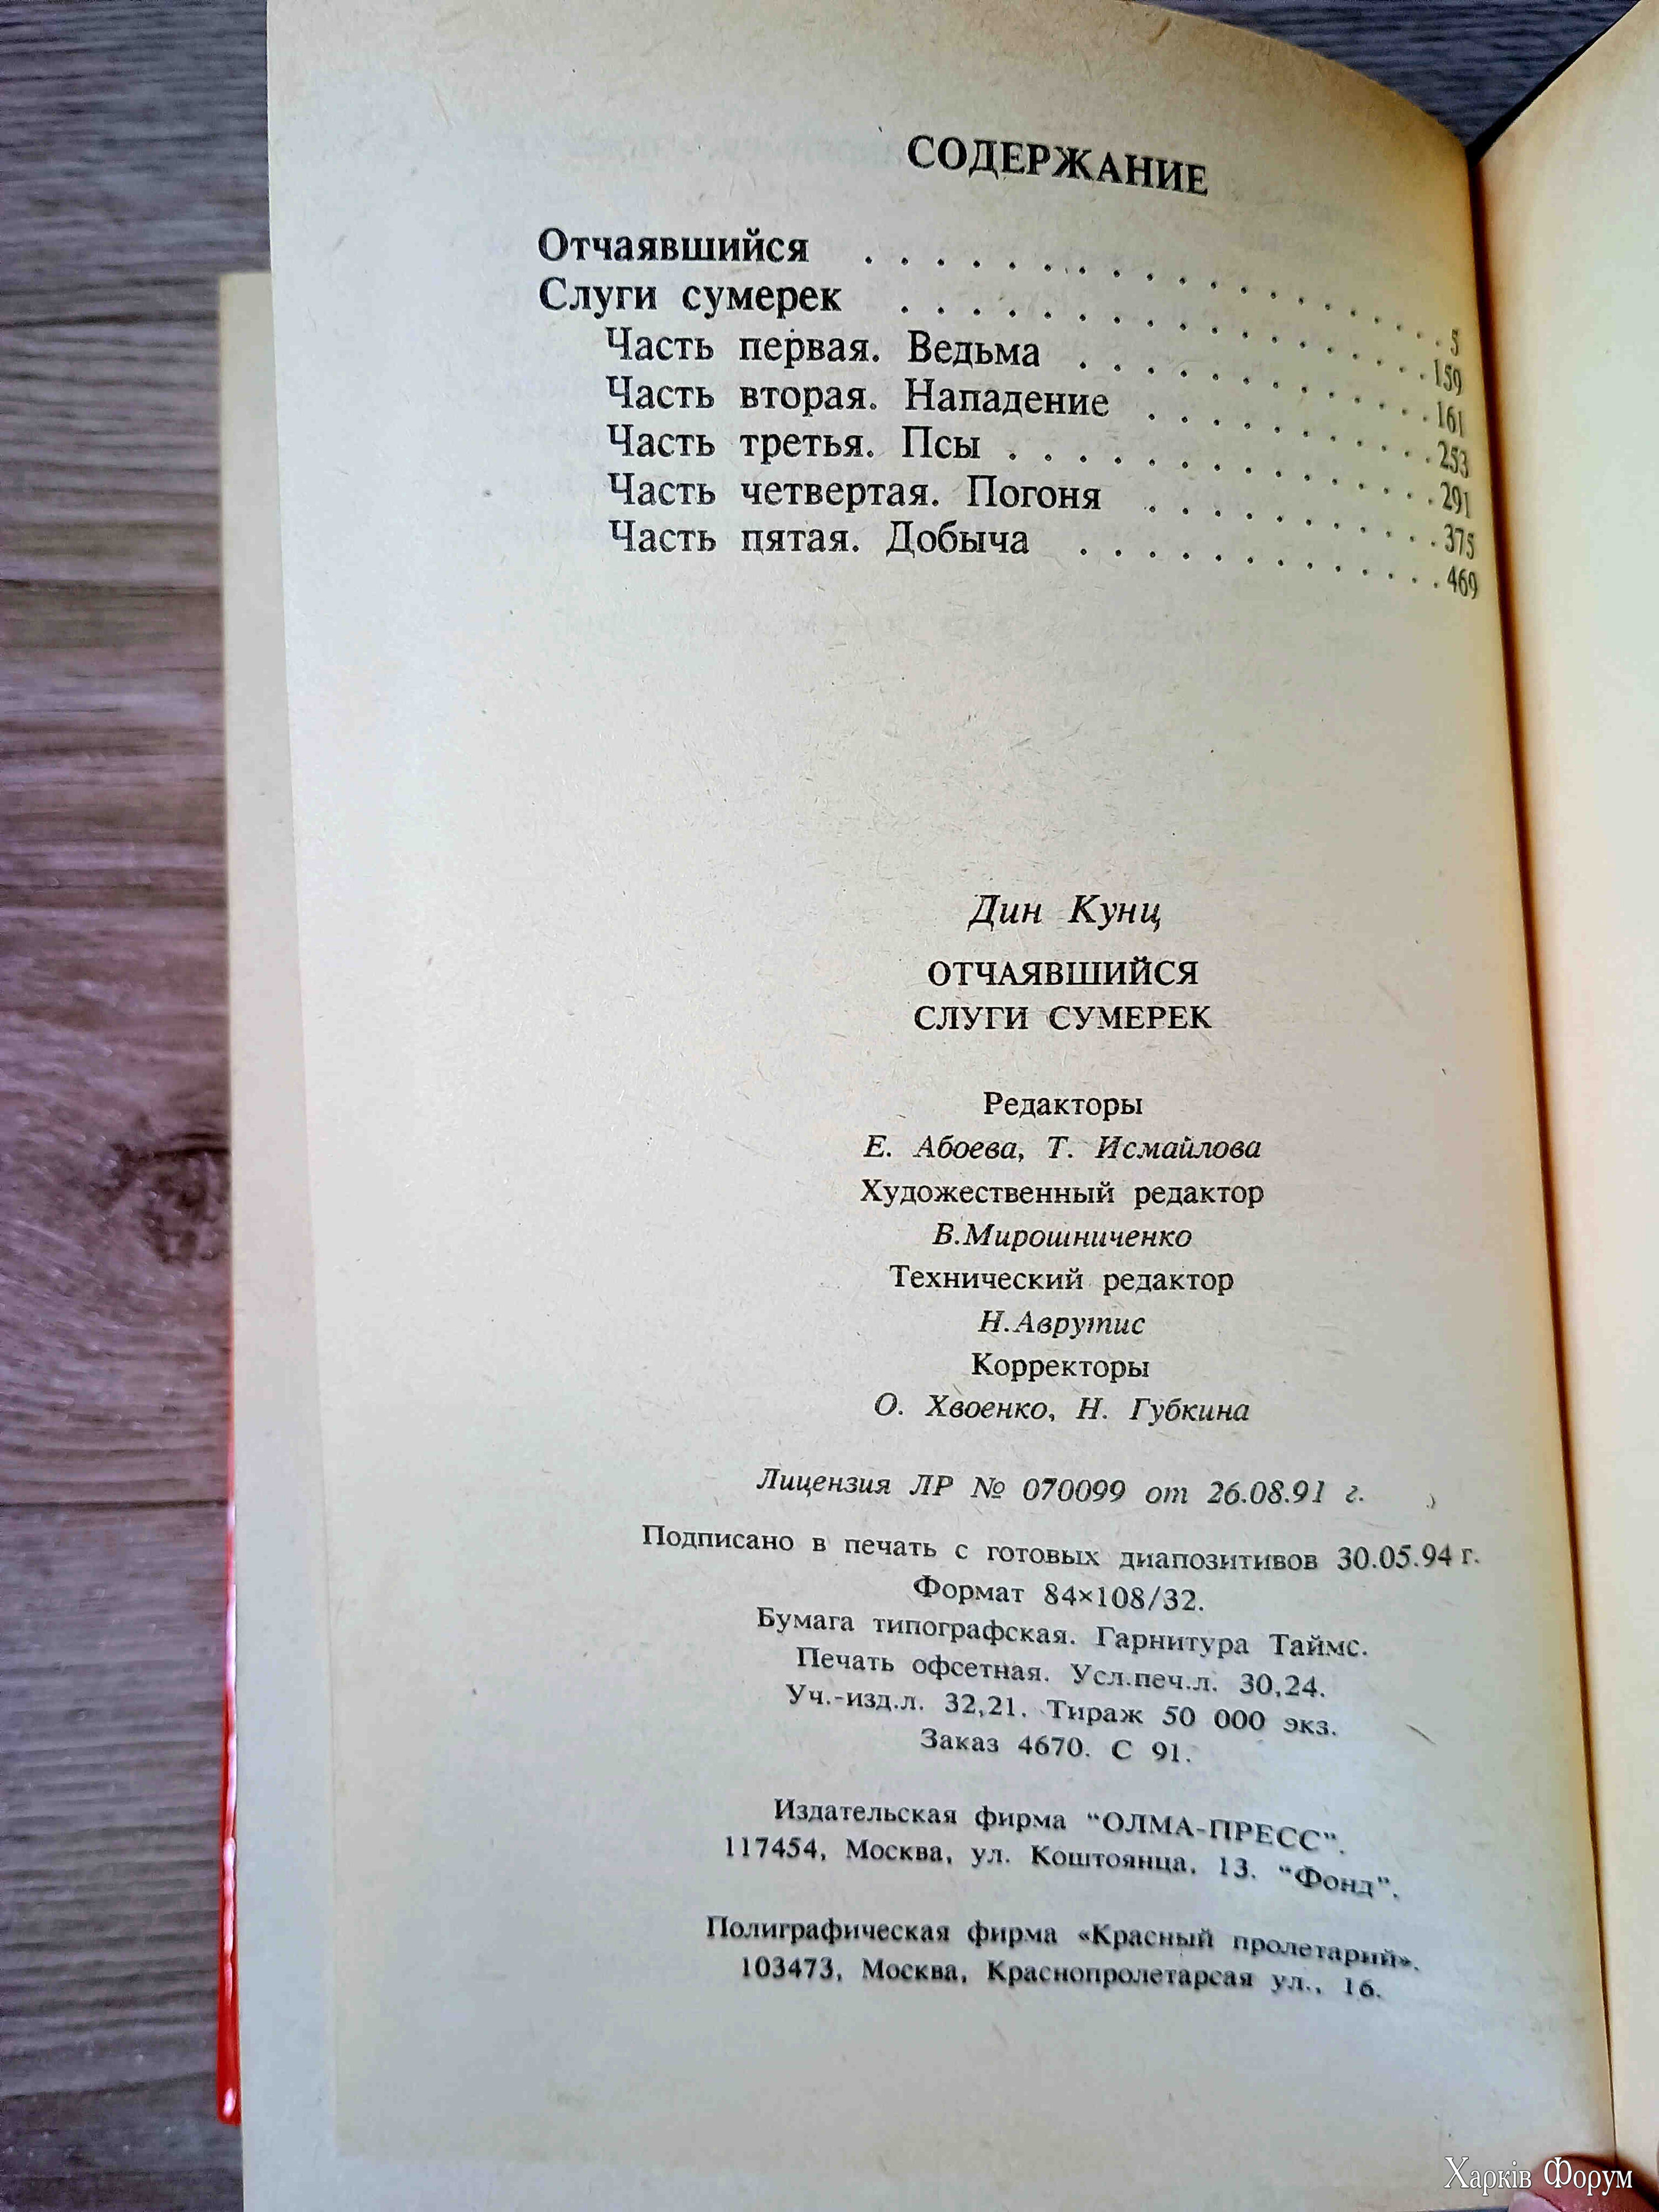 СОДЕРЖАНИЕ
Отчаявшийся . . . . . . . . . . . . . . . . . 5
Слуги сумерек . . . . . . . . . . . . . . . . 159
Часть первая. Ведьма . . . . . . . . . . . 161
Часть вторая. Нападение . . . . . . . . . 253
Часть третья. Псы . . . . . . . . . . . . . 291
Часть четвертая. Погоня . . . . . . . . . 375
Часть пятая. Добыча . . . . . . . . . . . 469
Дин Кунц
ОТЧАЯВШИЙСЯ
СЛУГИ СУМЕРЕК
Редакторы
Е. Абоева, Т. Исмайлова
Художественный редактор
В.Мирошниченко
Технический редактор
Н.Аврутис
Корректоры
О. Хвоенко, Н. Губкина
Лицензия ЛР № 070099 от 26.08.91 г.
Подписано в печать с готовых диапозитивов 30.05.94 г.
Формат 84×108/32.
Бумага типографская. Гарнитура Таймс.
Печать офсетная. Усл.печ.л. 30,24.
Уч.-изд.л. 32,21. Тираж 50 000 экз.
Заказ 4670. С 91.
Издательская фирма “ОЛМА-ПРЕСС”.
117454, Москва, ул. Коштоянца, 13. “Фонд”.
Полиграфическая фирма «Красный пролетарий».
103473, Москва, Краснопролетарсая ул., 16.
Харків Форум